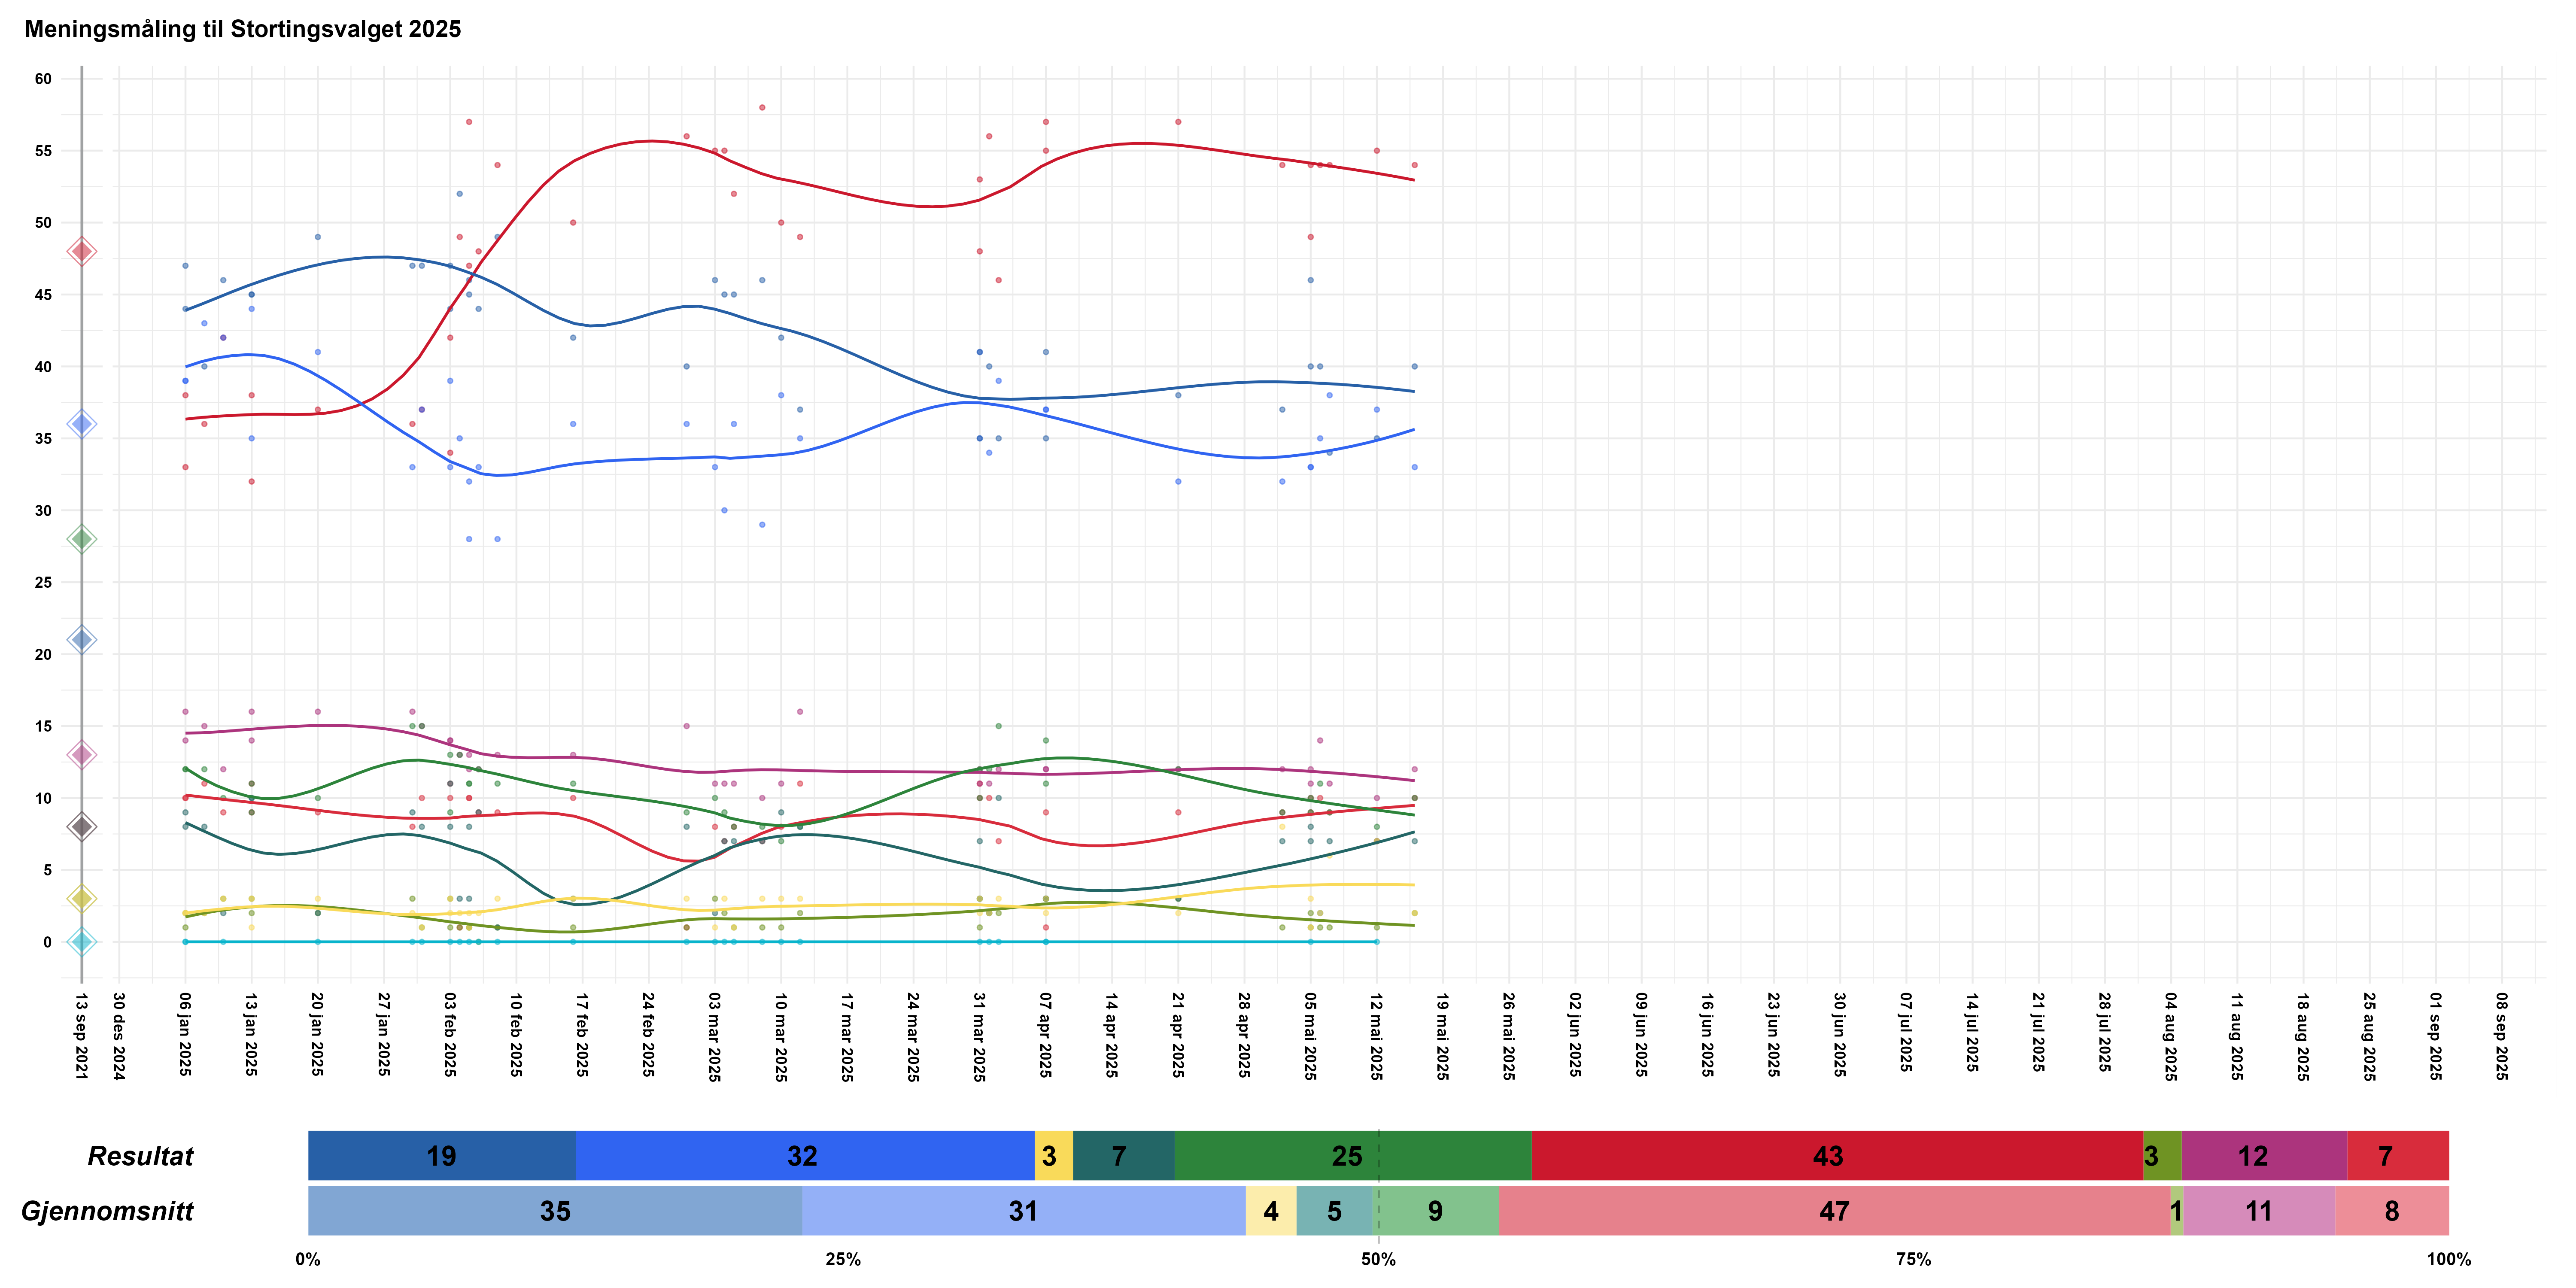 Meningsmåling til Stortingsvalget 2025
60
55
50
45
40
35
30
25
20
15
10
5
0
13 sep 2021
30 des 2024
06 jan 2025
13 jan 2025
20 jan 2025
27 jan 2025
03 feb 2025
10 feb 2025
17 feb 2025
24 feb 2025
03 mar 2025
10 mar 2025
17 mar 2025
24 mar 2025
31 mar 2025
07 apr 2025
14 apr 2025
21 apr 2025
28 apr 2025
05 mai 2025
12 mai 2025
19 mai 2025
26 mai 2025
02 jun 2025
09 jun 2025
16 jun 2025
23 jun 2025
30 jun 2025
07 jul 2025
14 jul 2025
21 jul 2025
28 jul 2025
04 aug 2025
11 aug 2025
18 aug 2025
25 aug 2025
01 sep 2025
08 sep 2025
Resultat 19 32 3 7 25 43 3 12 7
Gjennomsnitt 35 31 4 5 9 47 1 11 8
0% 25% 50% 75% 100%